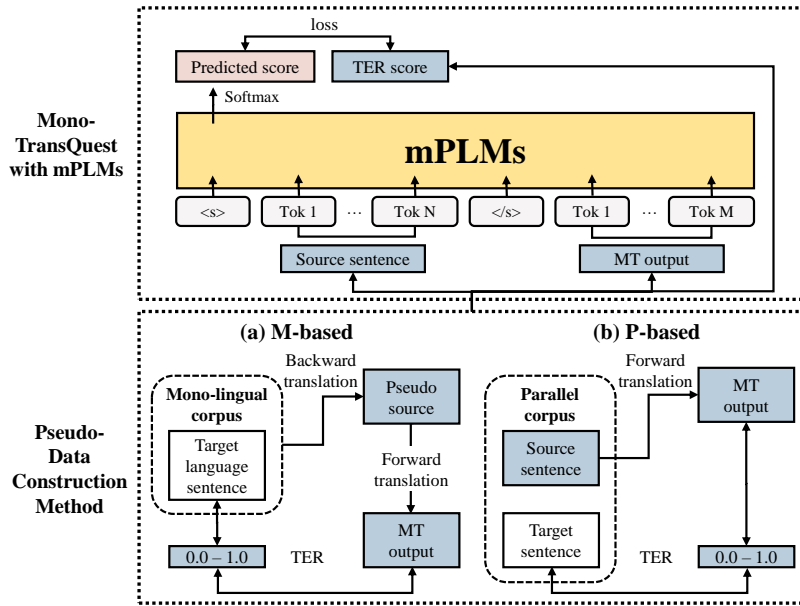 loss
Predicted score
TER score
Softmax
Mono-
TransQuest
with mPLMs
mPLMs
<s>
Tok 1
...
Tok N
</s>
Tok 1
...
Tok M
Source sentence
MT output
(a) M-based
(b) P-based
Pseudo-
Data
Construction
Method
Backward
translation
Mono-lingual
corpus
Target
language
sentence
Pseudo
source
Forward
translation
MT
output
0.0 – 1.0
TER
Forward
translation
Parallel
corpus
Source
sentence
MT
output
Target
sentence
TER
0.0 – 1.0